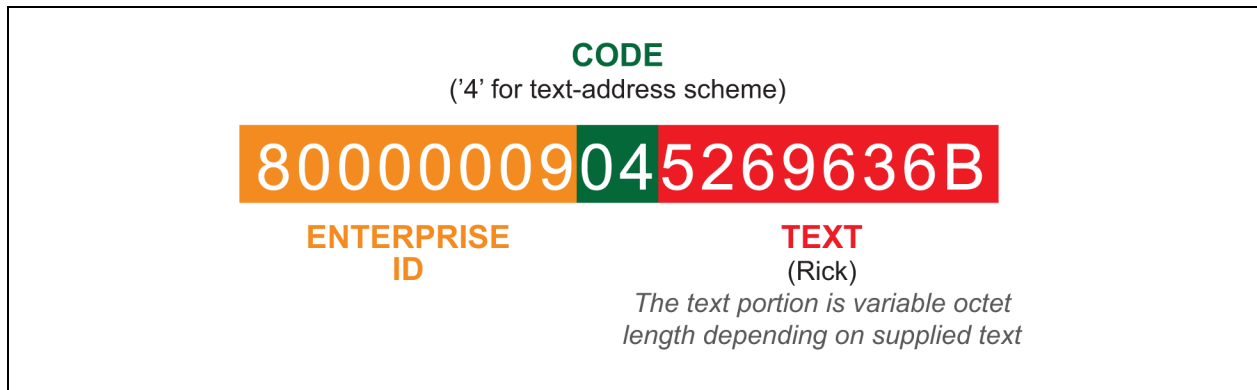 CODE
('4' for text-address scheme)
80000009045269636B
ENTERPRISE
ID
TEXT
(Rick)
The text portion is variable octet
length depending on supplied text